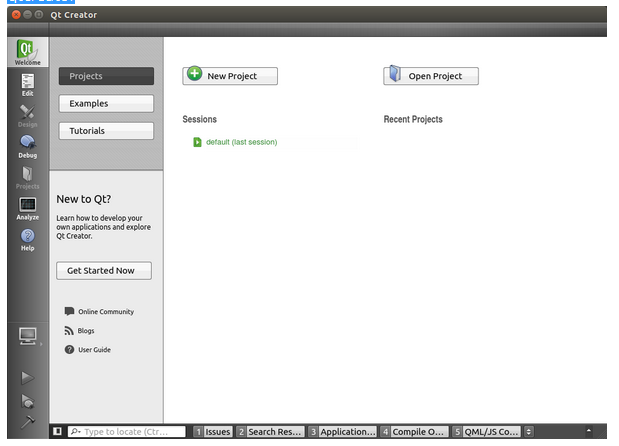 Qt Creator
Qt
Welcome
Edit
Design
Debug
Projects
Analyze
Help
Projects
Examples
Tutorials
New to Qt?
Learn how to develop your
own applications and explore
Qt Creator.
Get Started Now
Online Community
Blogs
User Guide
New Project
Open Project
Sessions
Recent Projects
default (last session)
Type to locate (Ctr...
1 Issues
2 Search Res...
3 Application...
4 Compile O...
5 QML/JS Co...